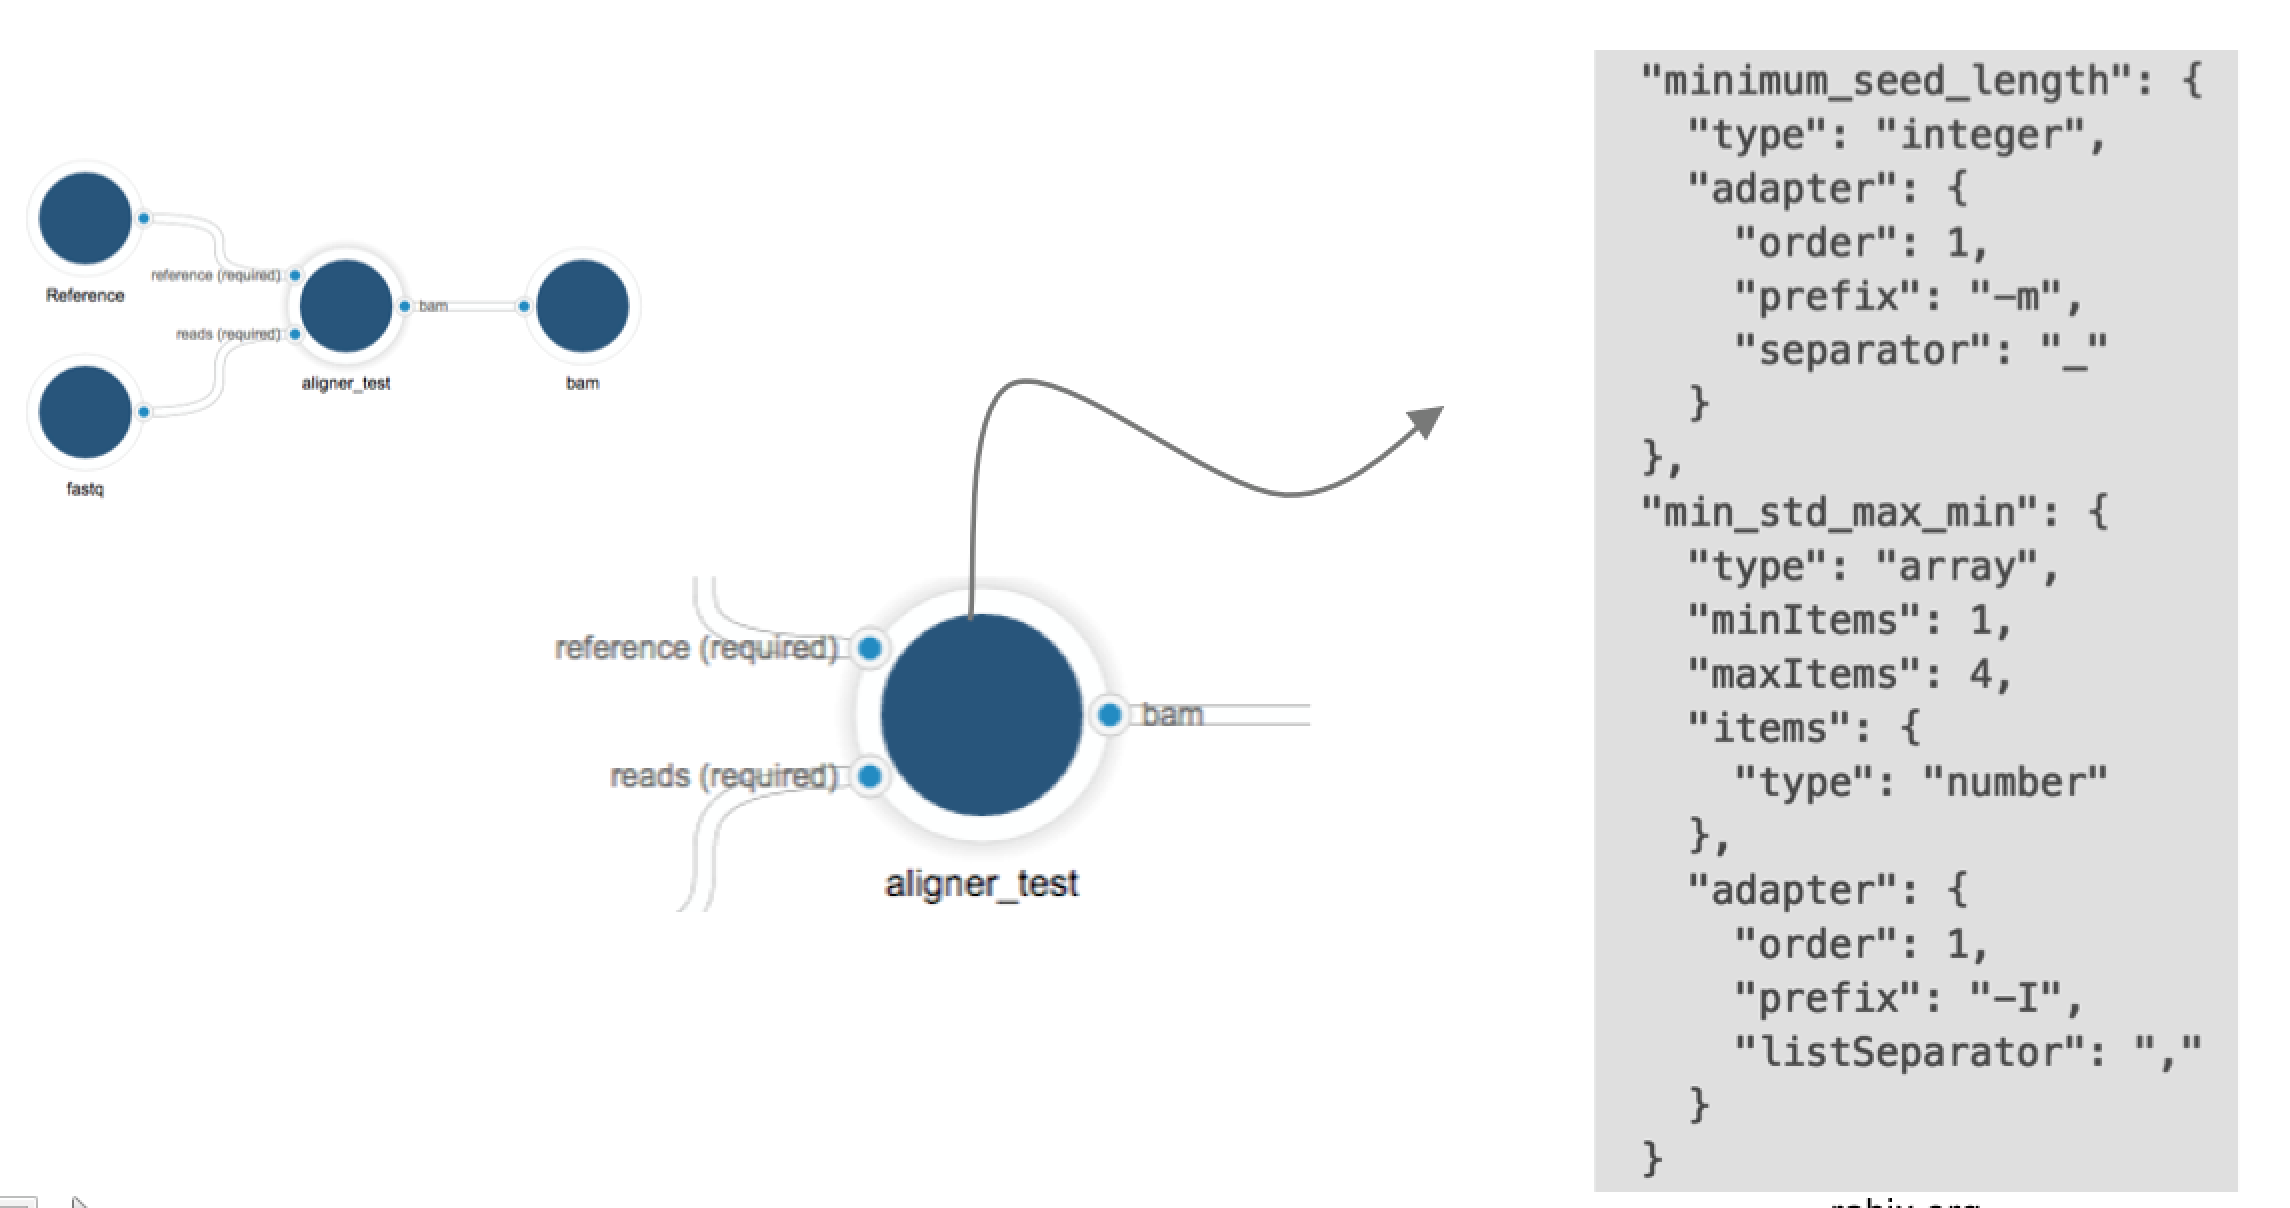 Reference
reference (required)
reads (required)
fastq
aligner_test
bam
bam
reference (required)
reads (required)
bam
aligner_test
"minimum_seed_length": {
"type": "integer",
"adapter": {
"order": 1,
"prefix": "–m",
"separator": "_"
}
},
"min_std_max_min": {
"type": "array",
"minItems": 1,
"maxItems": 4,
"items": {
"type": "number"
},
"adapter": {
"order": 1,
"prefix": "–I",
"listSeparator": ","
}
}